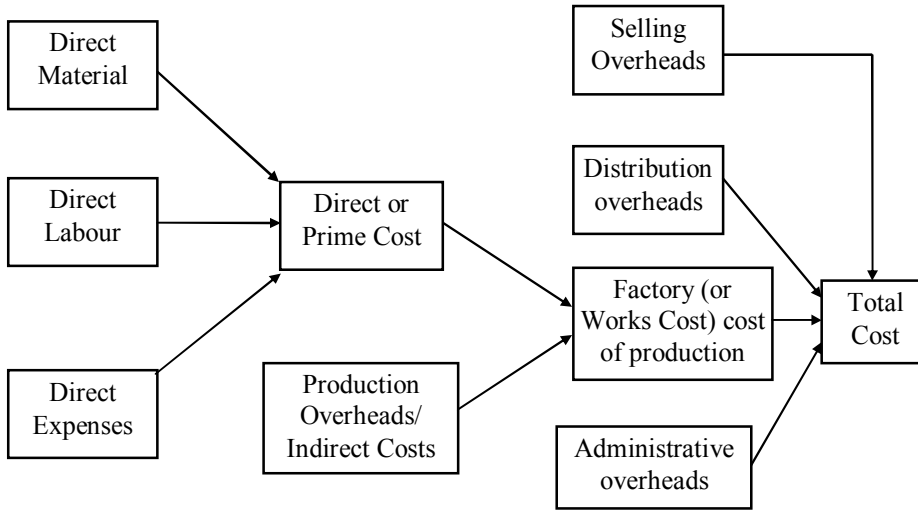 Direct
Material
Selling
Overheads
Direct
Labour
Direct or
Prime Cost
Distribution
overheads
Factory (or
Works Cost) cost
of production
Total
Cost
Direct
Expenses
Production
Overheads/
Indirect Costs
Administrative
overheads